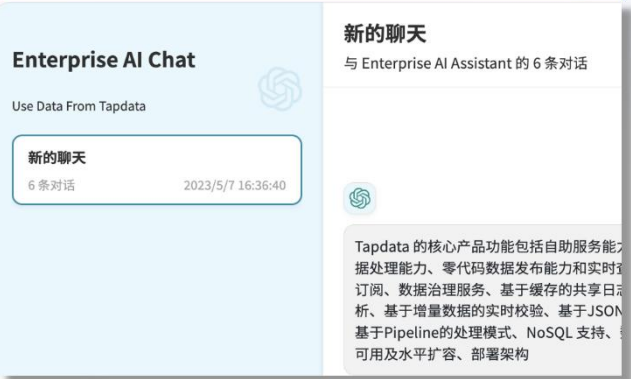 Enterprise AI Chat
Use Data From Tapdata
新的聊天
6 条对话
2023/5/7 16:36:40
新的聊天
与 Enterprise AI Assistant 的 6 条对话
Tapdata 的核心产品功能包括自助服务能
据处理能力、零代码数据发布能力和实时
订阅、数据治理服务、基于缓存的共享日
析、基于增量数据的实时校验、基于JSON
基于Pipeline的处理模式、NoSQL 支持、
可用及水平扩容、部署架构